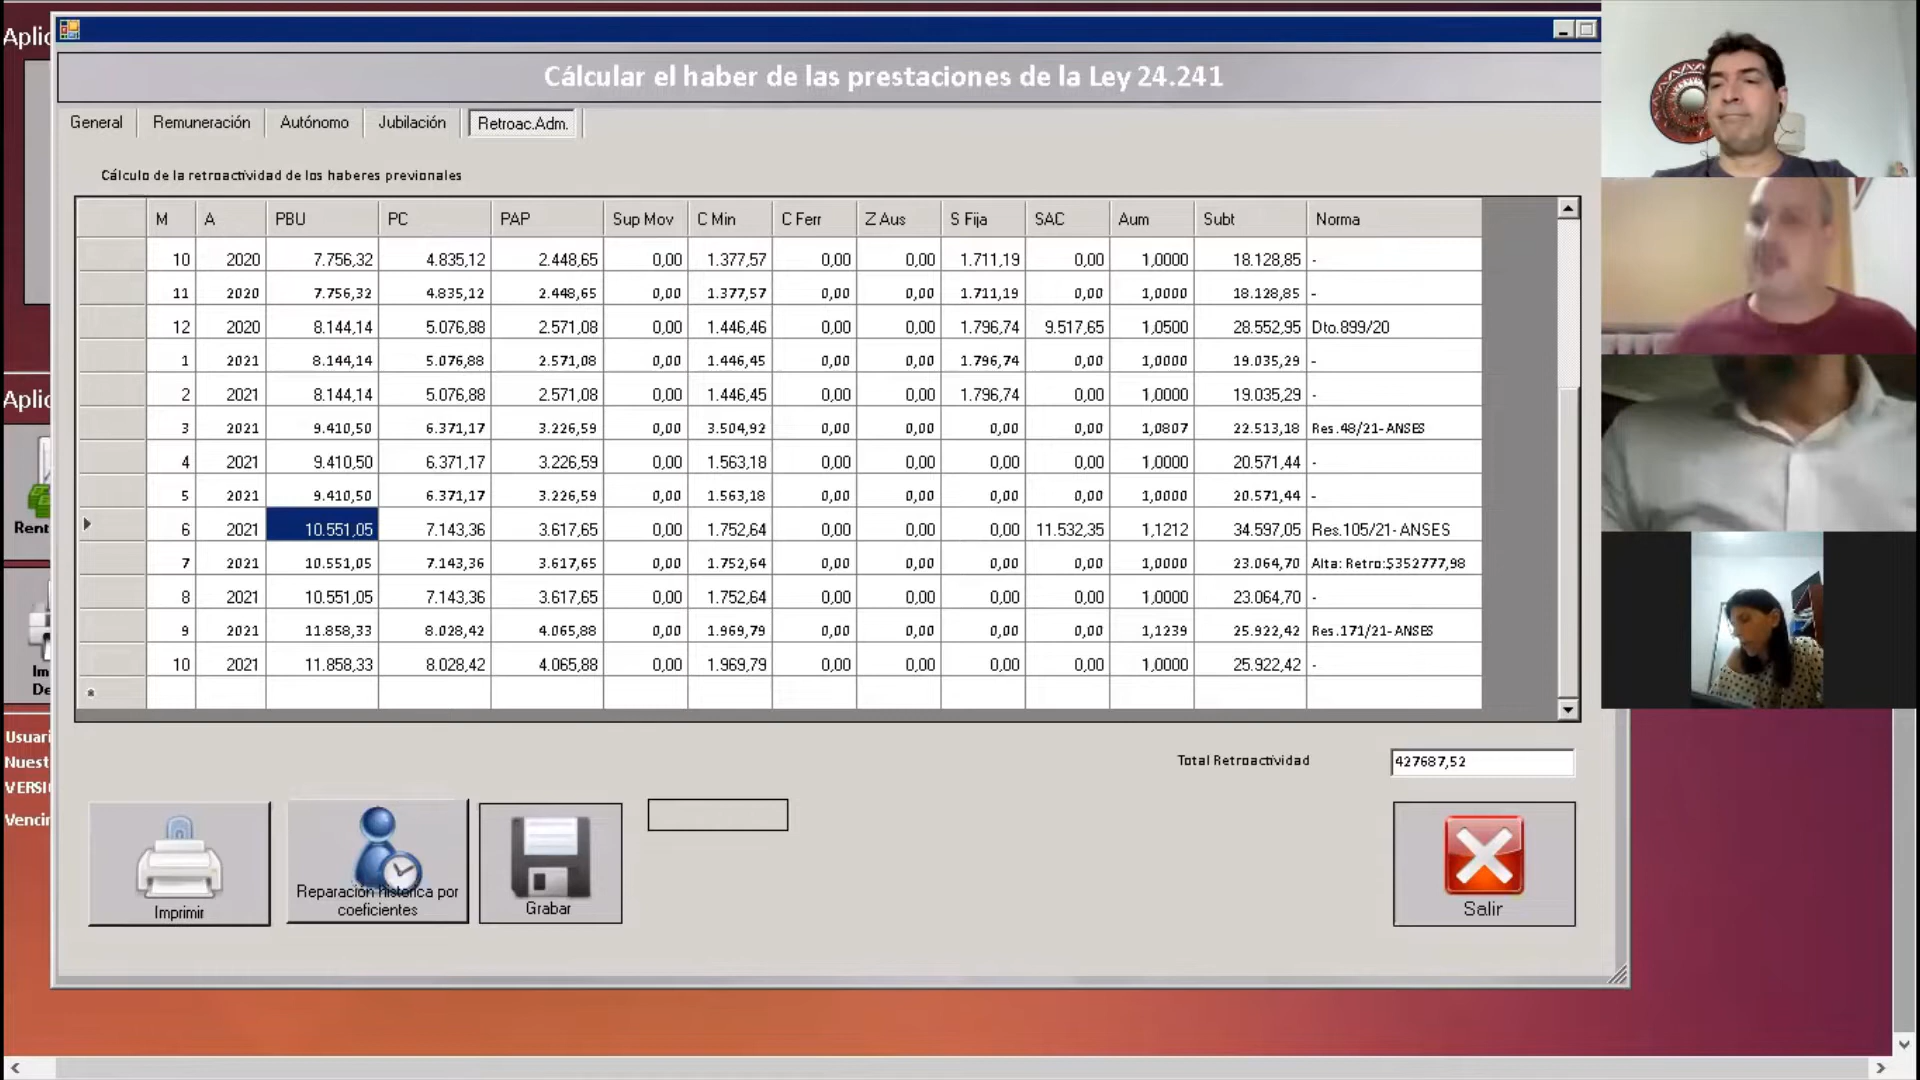 Aplic
Cálcular el haber de las prestaciones de la Ley 24.241
General Remuneración Autónomo Jubilación Retroac.Adm.
Cálculo de la retroactividad de los haberes previonales
M A PBU PC PAP Sup Mov C Min C Ferr Z Aus S Fija SAC Aum Subt Norma
10 2020 7.756,32 4.835,12 2.448,65 0,00 1.377,57 0,00 0,00 1.711,19 0,00 1,0000 18.128,85 -
11 2020 7.756,32 4.835,12 2.448,65 0,00 1.377,57 0,00 0,00 1.711,19 0,00 1,0000 18.128,85 -
12 2020 8.144,14 5.076,88 2.571,08 0,00 1.446,46 0,00 0,00 1.796,74 9.517,65 1,0500 28.552,95 Dto.899/20
1 2021 8.144,14 5.076,88 2.571,08 0,00 1.446,45 0,00 0,00 1.796,74 0,00 1,0000 19.035,29 -
2 2021 8.144,14 5.076,88 2.571,08 0,00 1.446,45 0,00 0,00 1.796,74 0,00 1,0000 19.035,29 -
Aplic
3 2021 9.410,50 6.371,17 3.226,59 0,00 3.504,92 0,00 0,00 0,00 0,00 1,0807 22.513,18 Res.48/21-ANSES
4 2021 9.410,50 6.371,17 3.226,59 0,00 1.563,18 0,00 0,00 0,00 0,00 1,0000 20.571,44 -
5 2021 9.410,50 6.371,17 3.226,59 0,00 1.563,18 0,00 0,00 0,00 0,00 1,0000 20.571,44 -
Rent
6 2021 10.551,05 7.143,36 3.617,65 0,00 1.752,64 0,00 0,00 0,00 11.532,35 1,1212 34.597,05 Res.105/21-ANSES
7 2021 10.551,05 7.143,36 3.617,65 0,00 1.752,64 0,00 0,00 0,00 0,00 1,0000 23.064,70 Alta: Retro:$352777,98
8 2021 10.551,05 7.143,36 3.617,65 0,00 1.752,64 0,00 0,00 0,00 0,00 1,0000 23.064,70 -
9 2021 11.858,33 8.028,42 4.065,88 0,00 1.969,79 0,00 0,00 0,00 0,00 1,1239 25.922,42 Res.171/21-ANSES
10 2021 11.858,33 8.028,42 4.065,88 0,00 1.969,79 0,00 0,00 0,00 0,00 1,0000 25.922,42 -
*
Im
De
Usuari
Nuest
VERSI
Vencin
Total Retroactividad 427687,52
Imprimir
Reparación historica por
coeficientes
Grabar
Salir